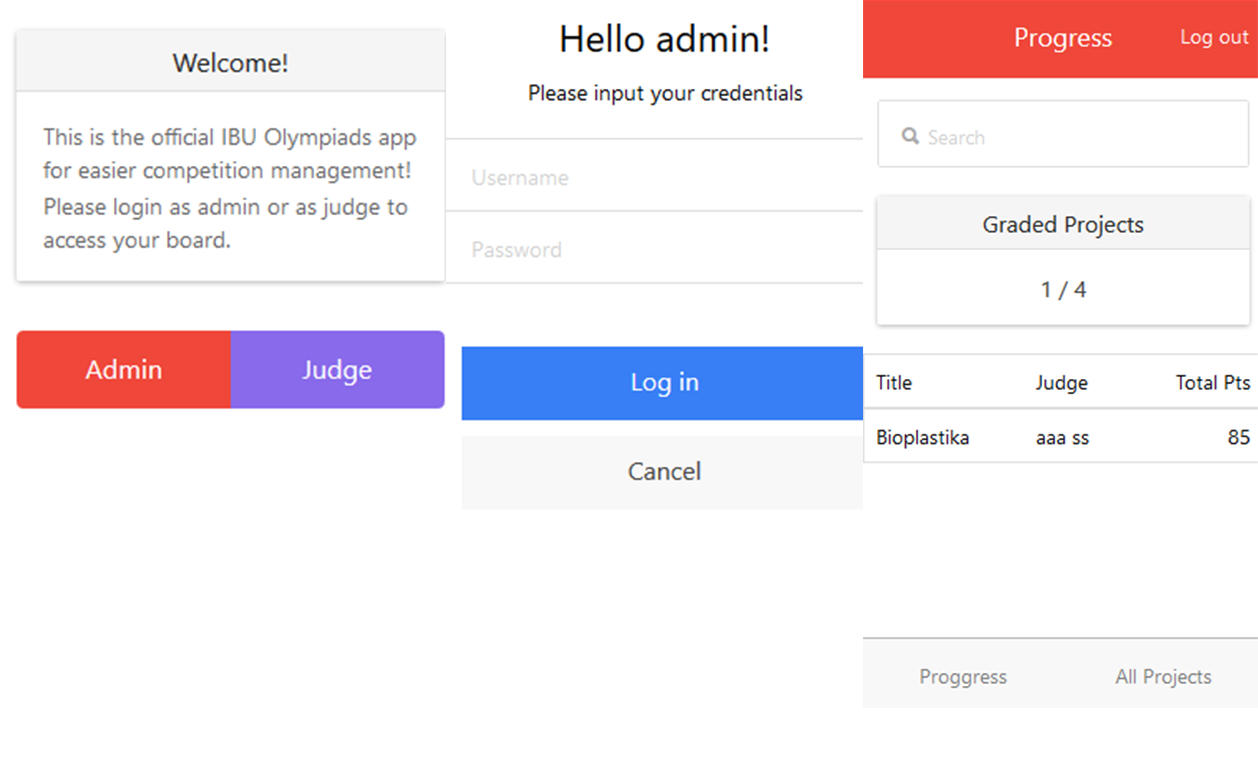 Welcome!
This is the official IBU Olympiads app
for easier competition management!
Please login as admin or as judge to
access your board.
Admin Judge
Hello admin!
Please input your credentials
Username
Password
Log in
Cancel
Progress Log out
Search
Graded Projects
1 / 4
Title Judge Total Pts
Bioplastika aaa ss 85
Proggress All Projects